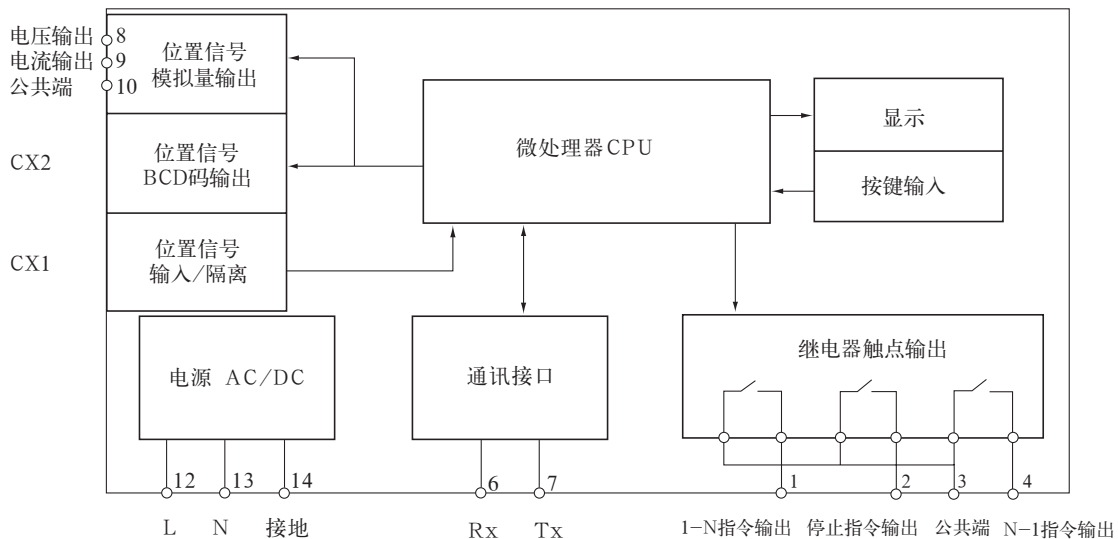 电压输出 8
电流输出 9
公共端 10
位置信号
模拟量输出
CX2
位置信号
BCD码输出
CX1
位置信号
输入/隔离
微处理器CPU
显示
按键输入
电源 AC/DC
通讯接口
继电器触点输出
12 13 14
6 7
1 2 3 4
L N 接地
Rx Tx
1-N指令输出 停止指令输出 公共端 N-1指令输出